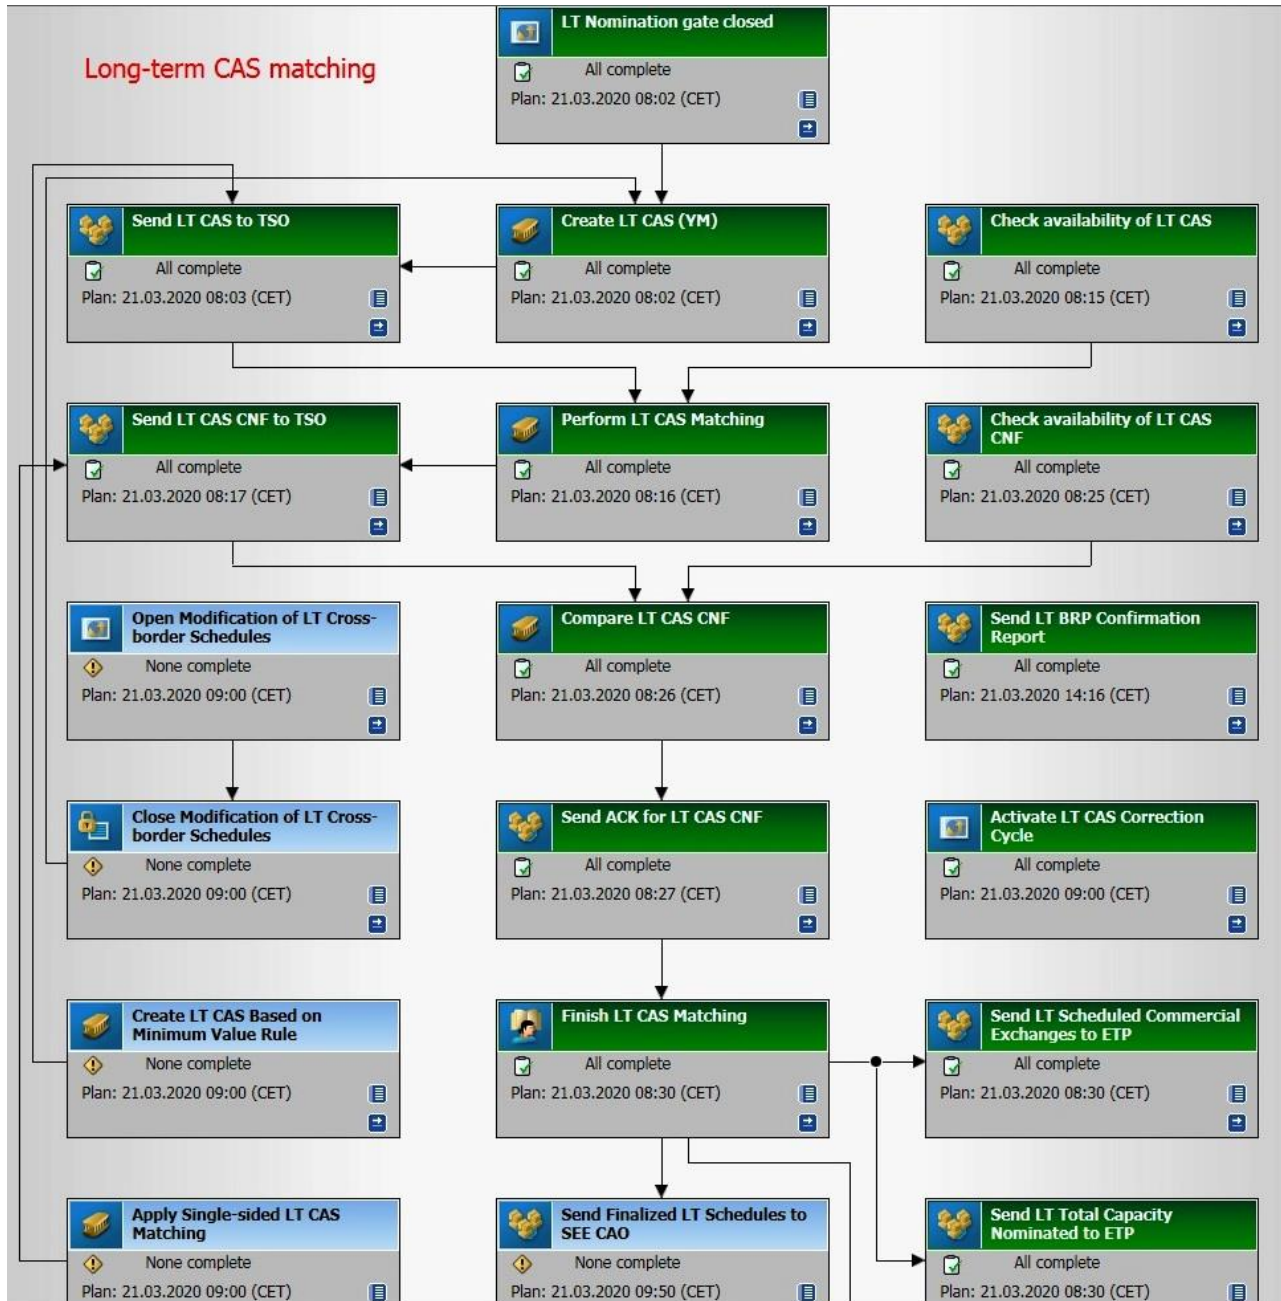 Long-term CAS matching
LT Nomination gate closed
All complete
Plan: 21.03.2020 08:02 (CET)
Send LT CAS to TSO
All complete
Plan: 21.03.2020 08:03 (CET)
Create LT CAS (YM)
All complete
Plan: 21.03.2020 08:02 (CET)
Check availability of LT CAS
All complete
Plan: 21.03.2020 08:15 (CET)
Send LT CAS CNF to TSO
All complete
Plan: 21.03.2020 08:17 (CET)
Perform LT CAS Matching
All complete
Plan: 21.03.2020 08:16 (CET)
Check availability of LT CAS
CNF
All complete
Plan: 21.03.2020 08:25 (CET)
Open Modification of LT Cross-
border Schedules
None complete
Plan: 21.03.2020 09:00 (CET)
Compare LT CAS CNF
All complete
Plan: 21.03.2020 08:26 (CET)
Send LT BRP Confirmation
Report
All complete
Plan: 21.03.2020 14:16 (CET)
Close Modification of LT Cross-
border Schedules
None complete
Plan: 21.03.2020 09:00 (CET)
Send ACK for LT CAS CNF
All complete
Plan: 21.03.2020 08:27 (CET)
Activate LT CAS Correction
Cycle
All complete
Plan: 21.03.2020 09:00 (CET)
Create LT CAS Based on
Minimum Value Rule
None complete
Plan: 21.03.2020 09:00 (CET)
Finish LT CAS Matching
All complete
Plan: 21.03.2020 08:30 (CET)
Send LT Scheduled Commercial
Exchanges to ETP
All complete
Plan: 21.03.2020 08:30 (CET)
Apply Single-sided LT CAS
Matching
None complete
Plan: 21.03.2020 09:00 (CET)
Send Finalized LT Schedules to
SEE CAO
None complete
Plan: 21.03.2020 09:50 (CET)
Send LT Total Capacity
Nominated to ETP
All complete
Plan: 21.03.2020 08:30 (CET)